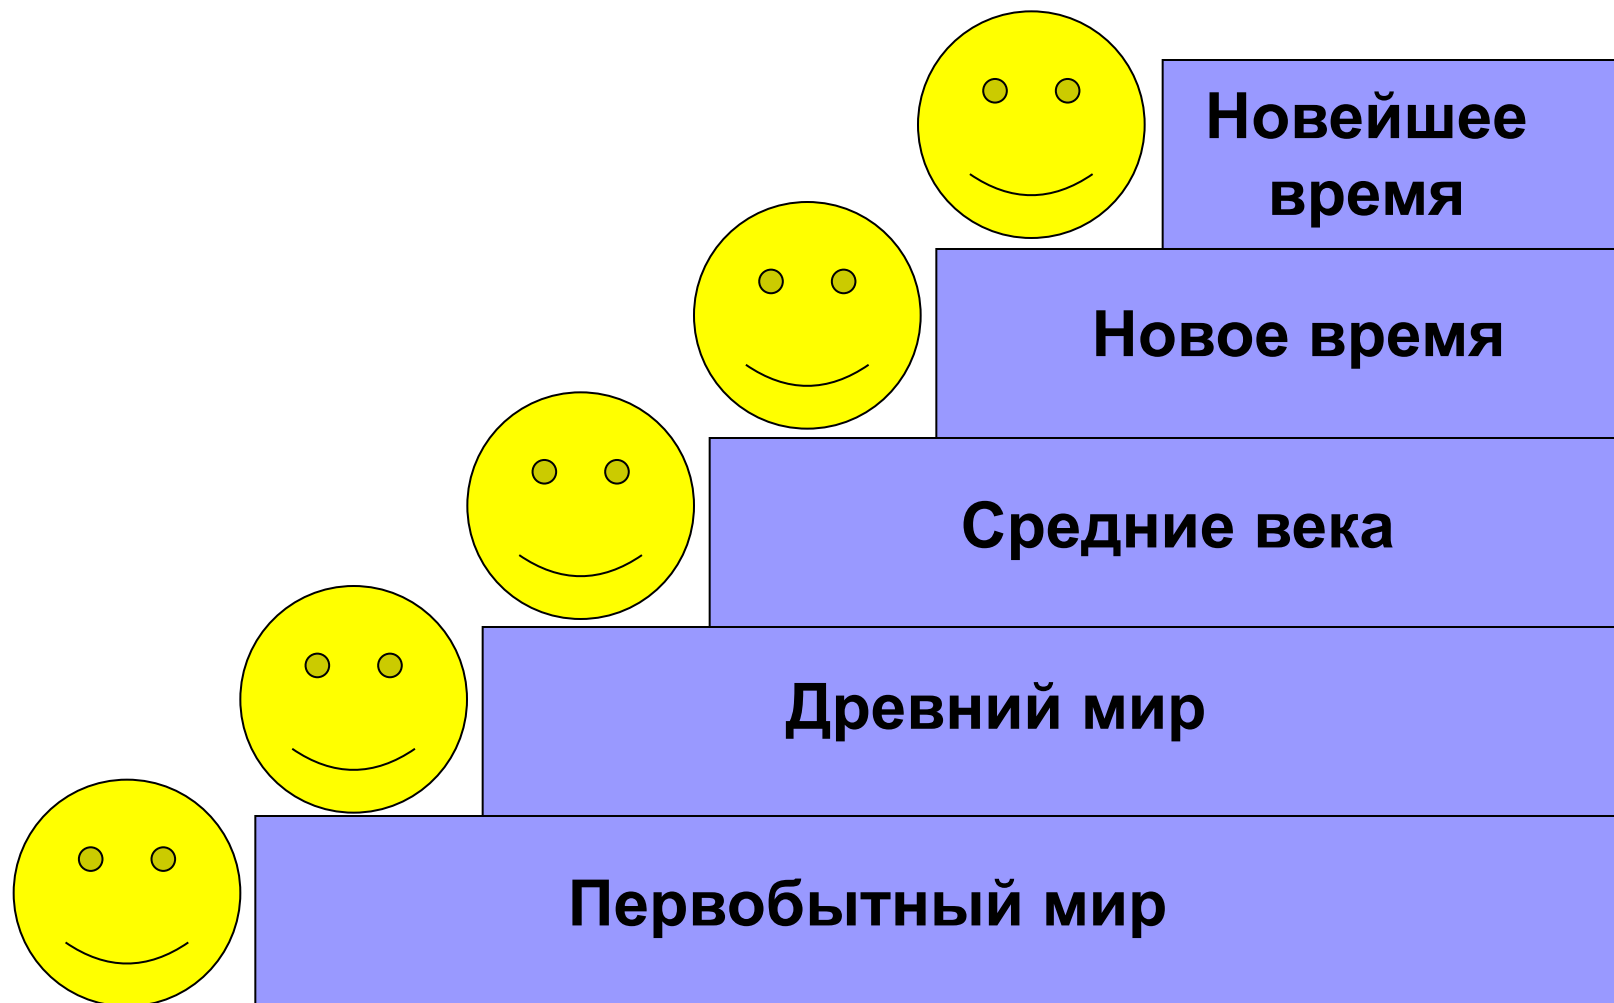 Новейшее
время
Новое время
Средние века
Древний мир
Первобытный мир